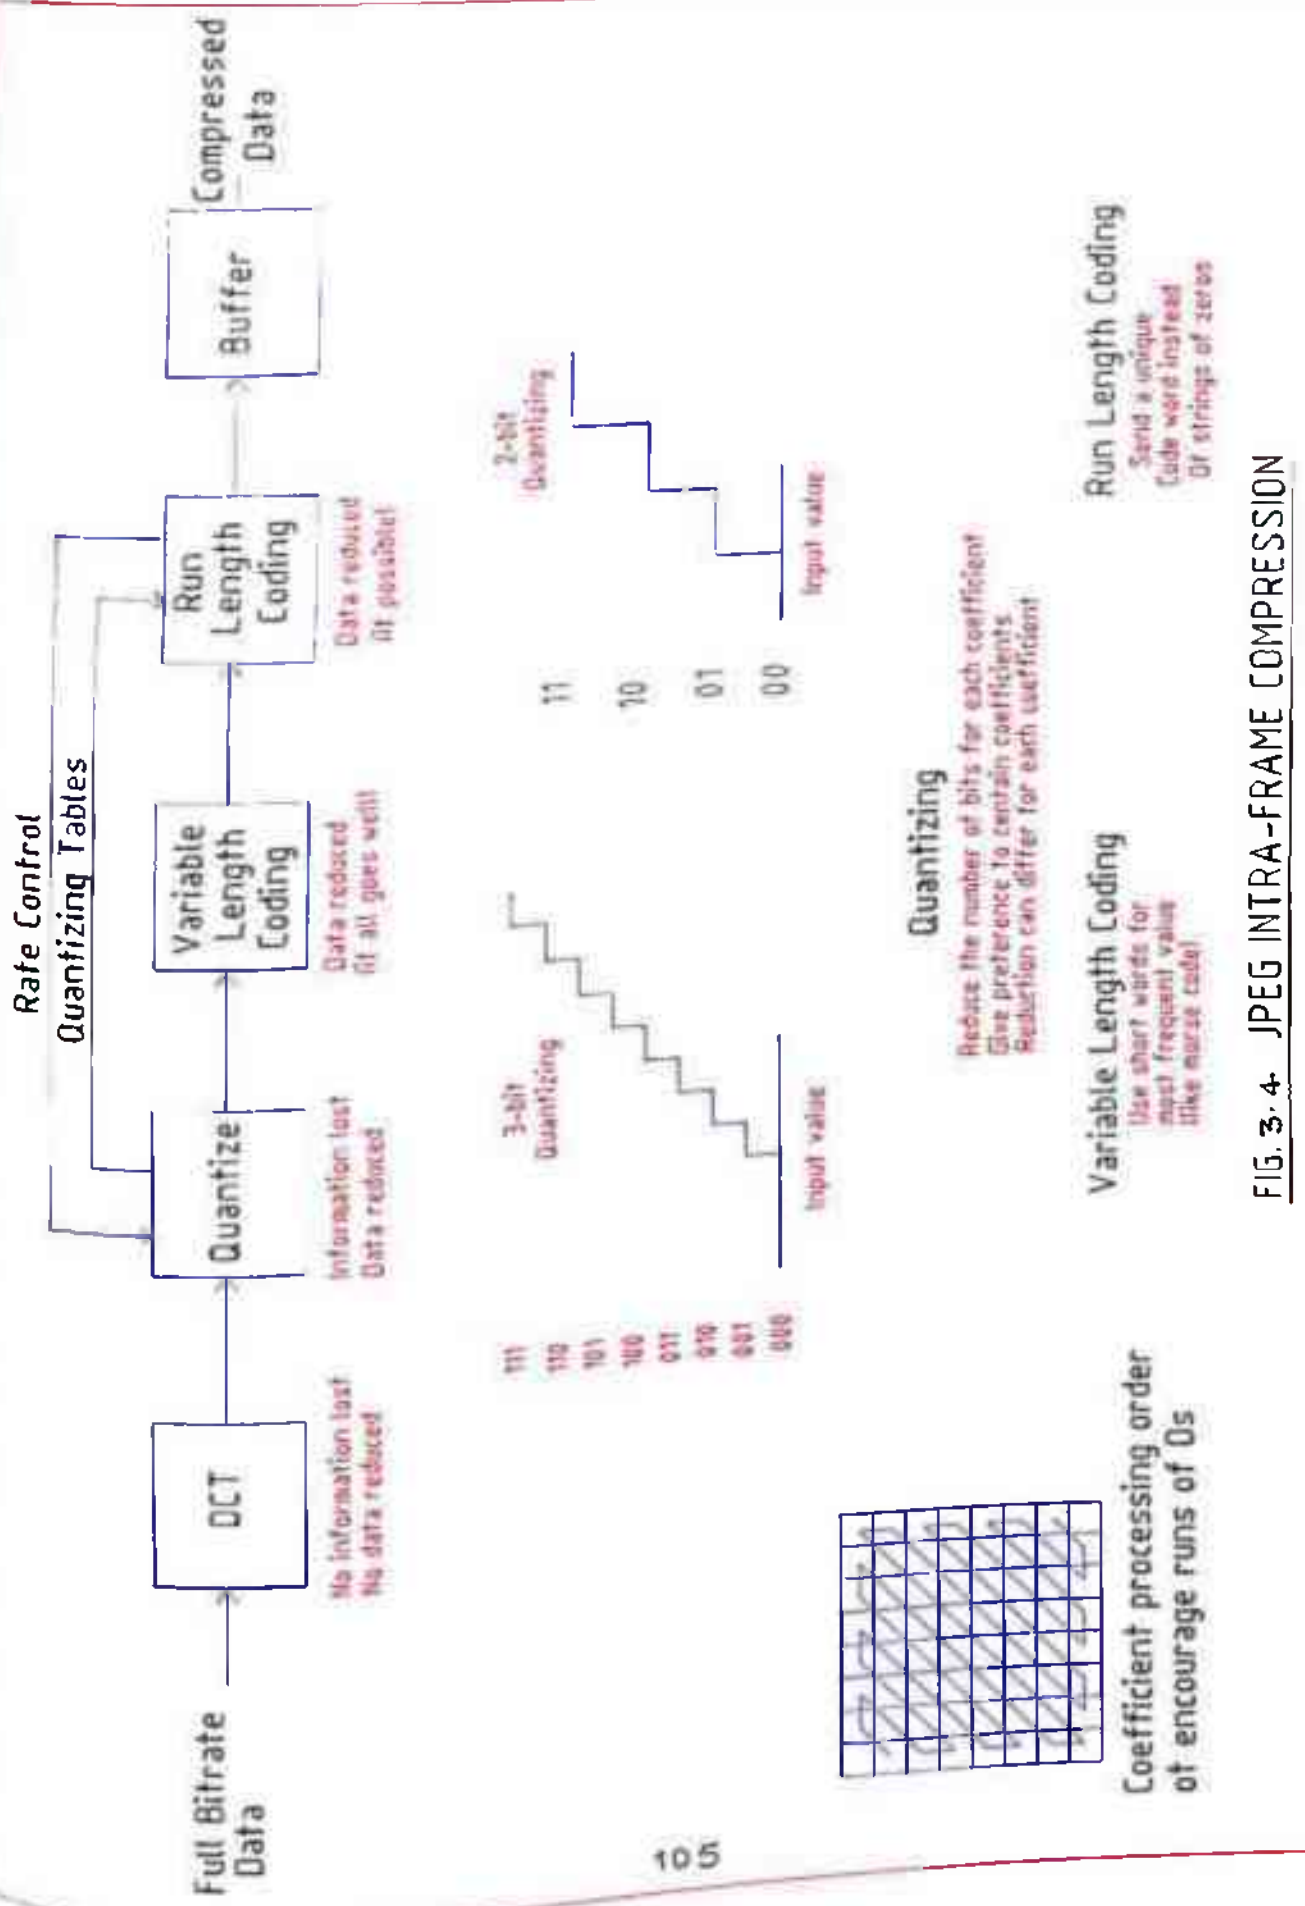 Rate Control
Quantizing Tables
Full Bitrate
Data
DCT
Quantize
Variable
Length
Coding
Run
Length
Coding
Buffer
Compressed
Data
No information lost
No data reduced
Information lost
Data reduced
Data reduced
fit all goes well!
Data reduced
fit possible!
3-bit
Quantizing
111
110
101
100
011
010
001
000
Input value
2-bit
Quantizing
11
10
01
00
Input value
Quantizing
Reduce the number of bits for each coefficient
Give preference to centain coefficients
Reduction can differ for each coefficient
Coefficient processing order
ot encourage runs of 0s
Variable Length Coding
Use short words for
most frequent value
like morse code!
Run Length Coding
Send a unique
Code word instead
Of strings of zeros
FIG. 3.4. JPEG INTRA-FRAME COMPRESSION
105